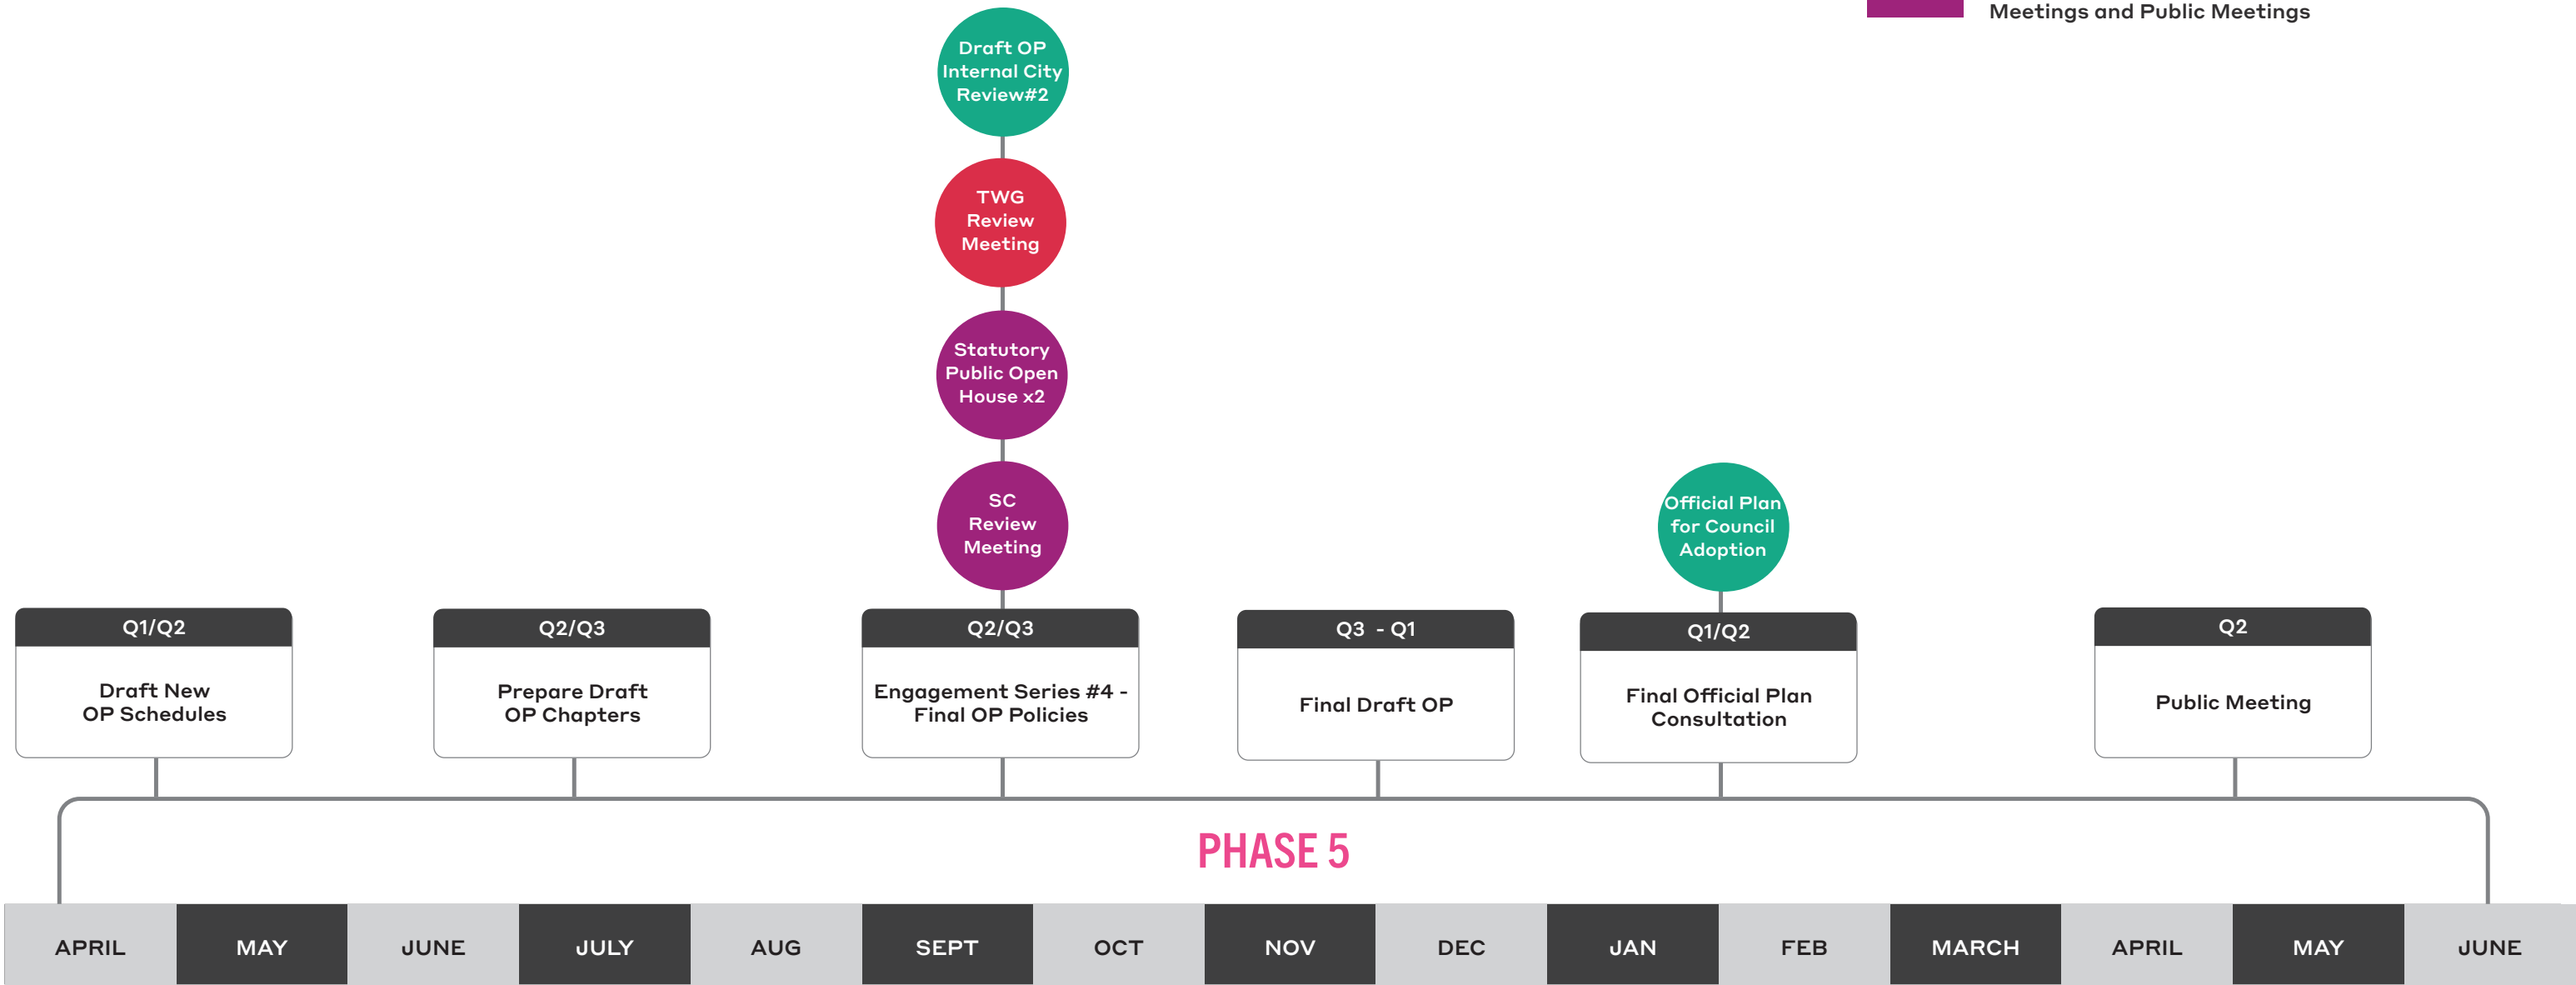 Meetings and Public Meetings
Draft OP
Internal City
Review#2
TWG
Review
Meeting
Statutory
Public Open
House x2
SC
Review
Meeting
Official Plan
for Council
Adoption
Q1/Q2
Draft New
OP Schedules
Q2/Q3
Prepare Draft
OP Chapters
Q2/Q3
Engagement Series #4 -
Final OP Policies
Q3 - Q1
Final Draft OP
Q1/Q2
Final Official Plan
Consultation
Q2
Public Meeting
PHASE 5
APRIL
MAY
JUNE
JULY
AUG
SEPT
OCT
NOV
DEC
JAN
FEB
MARCH
APRIL
MAY
JUNE